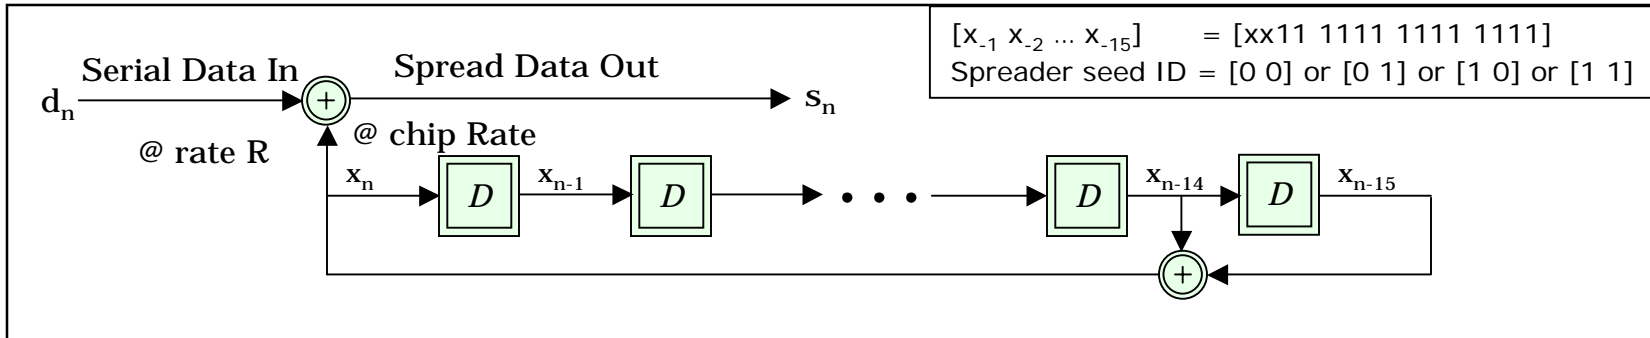 [x-1 x-2 ... x-15] = [xx11 1111 1111 1111]
Spreader seed ID = [0 0] or [0 1] or [1 0] or [1 1]
Serial Data In
Spread Data Out
dn
+
sn
@ rate R
@ chip Rate
xn
D
xn-1
D
• • •
D
xn-14
D
xn-15
+